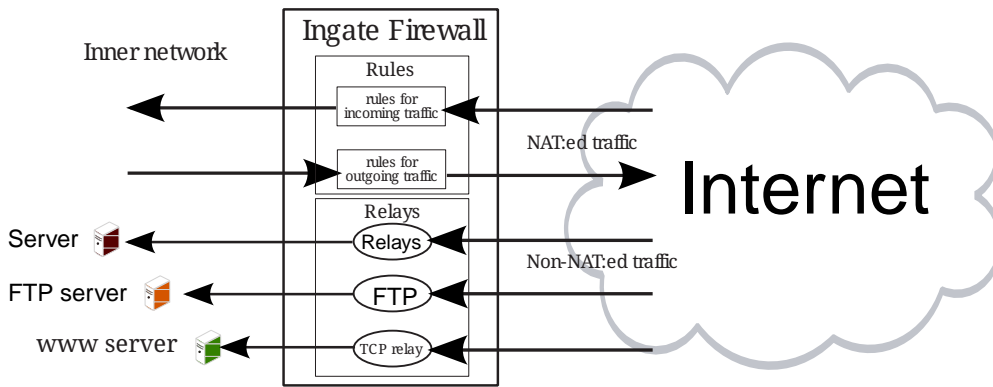 Ingate Firewall
Inner network
Rules
rules for
incoming traffic
NAT:ed traffic
rules for
outgoing traffic
Internet
Relays
Server
Relays
Non-NAT:ed traffic
FTP server
FTP
www server
TCP relay